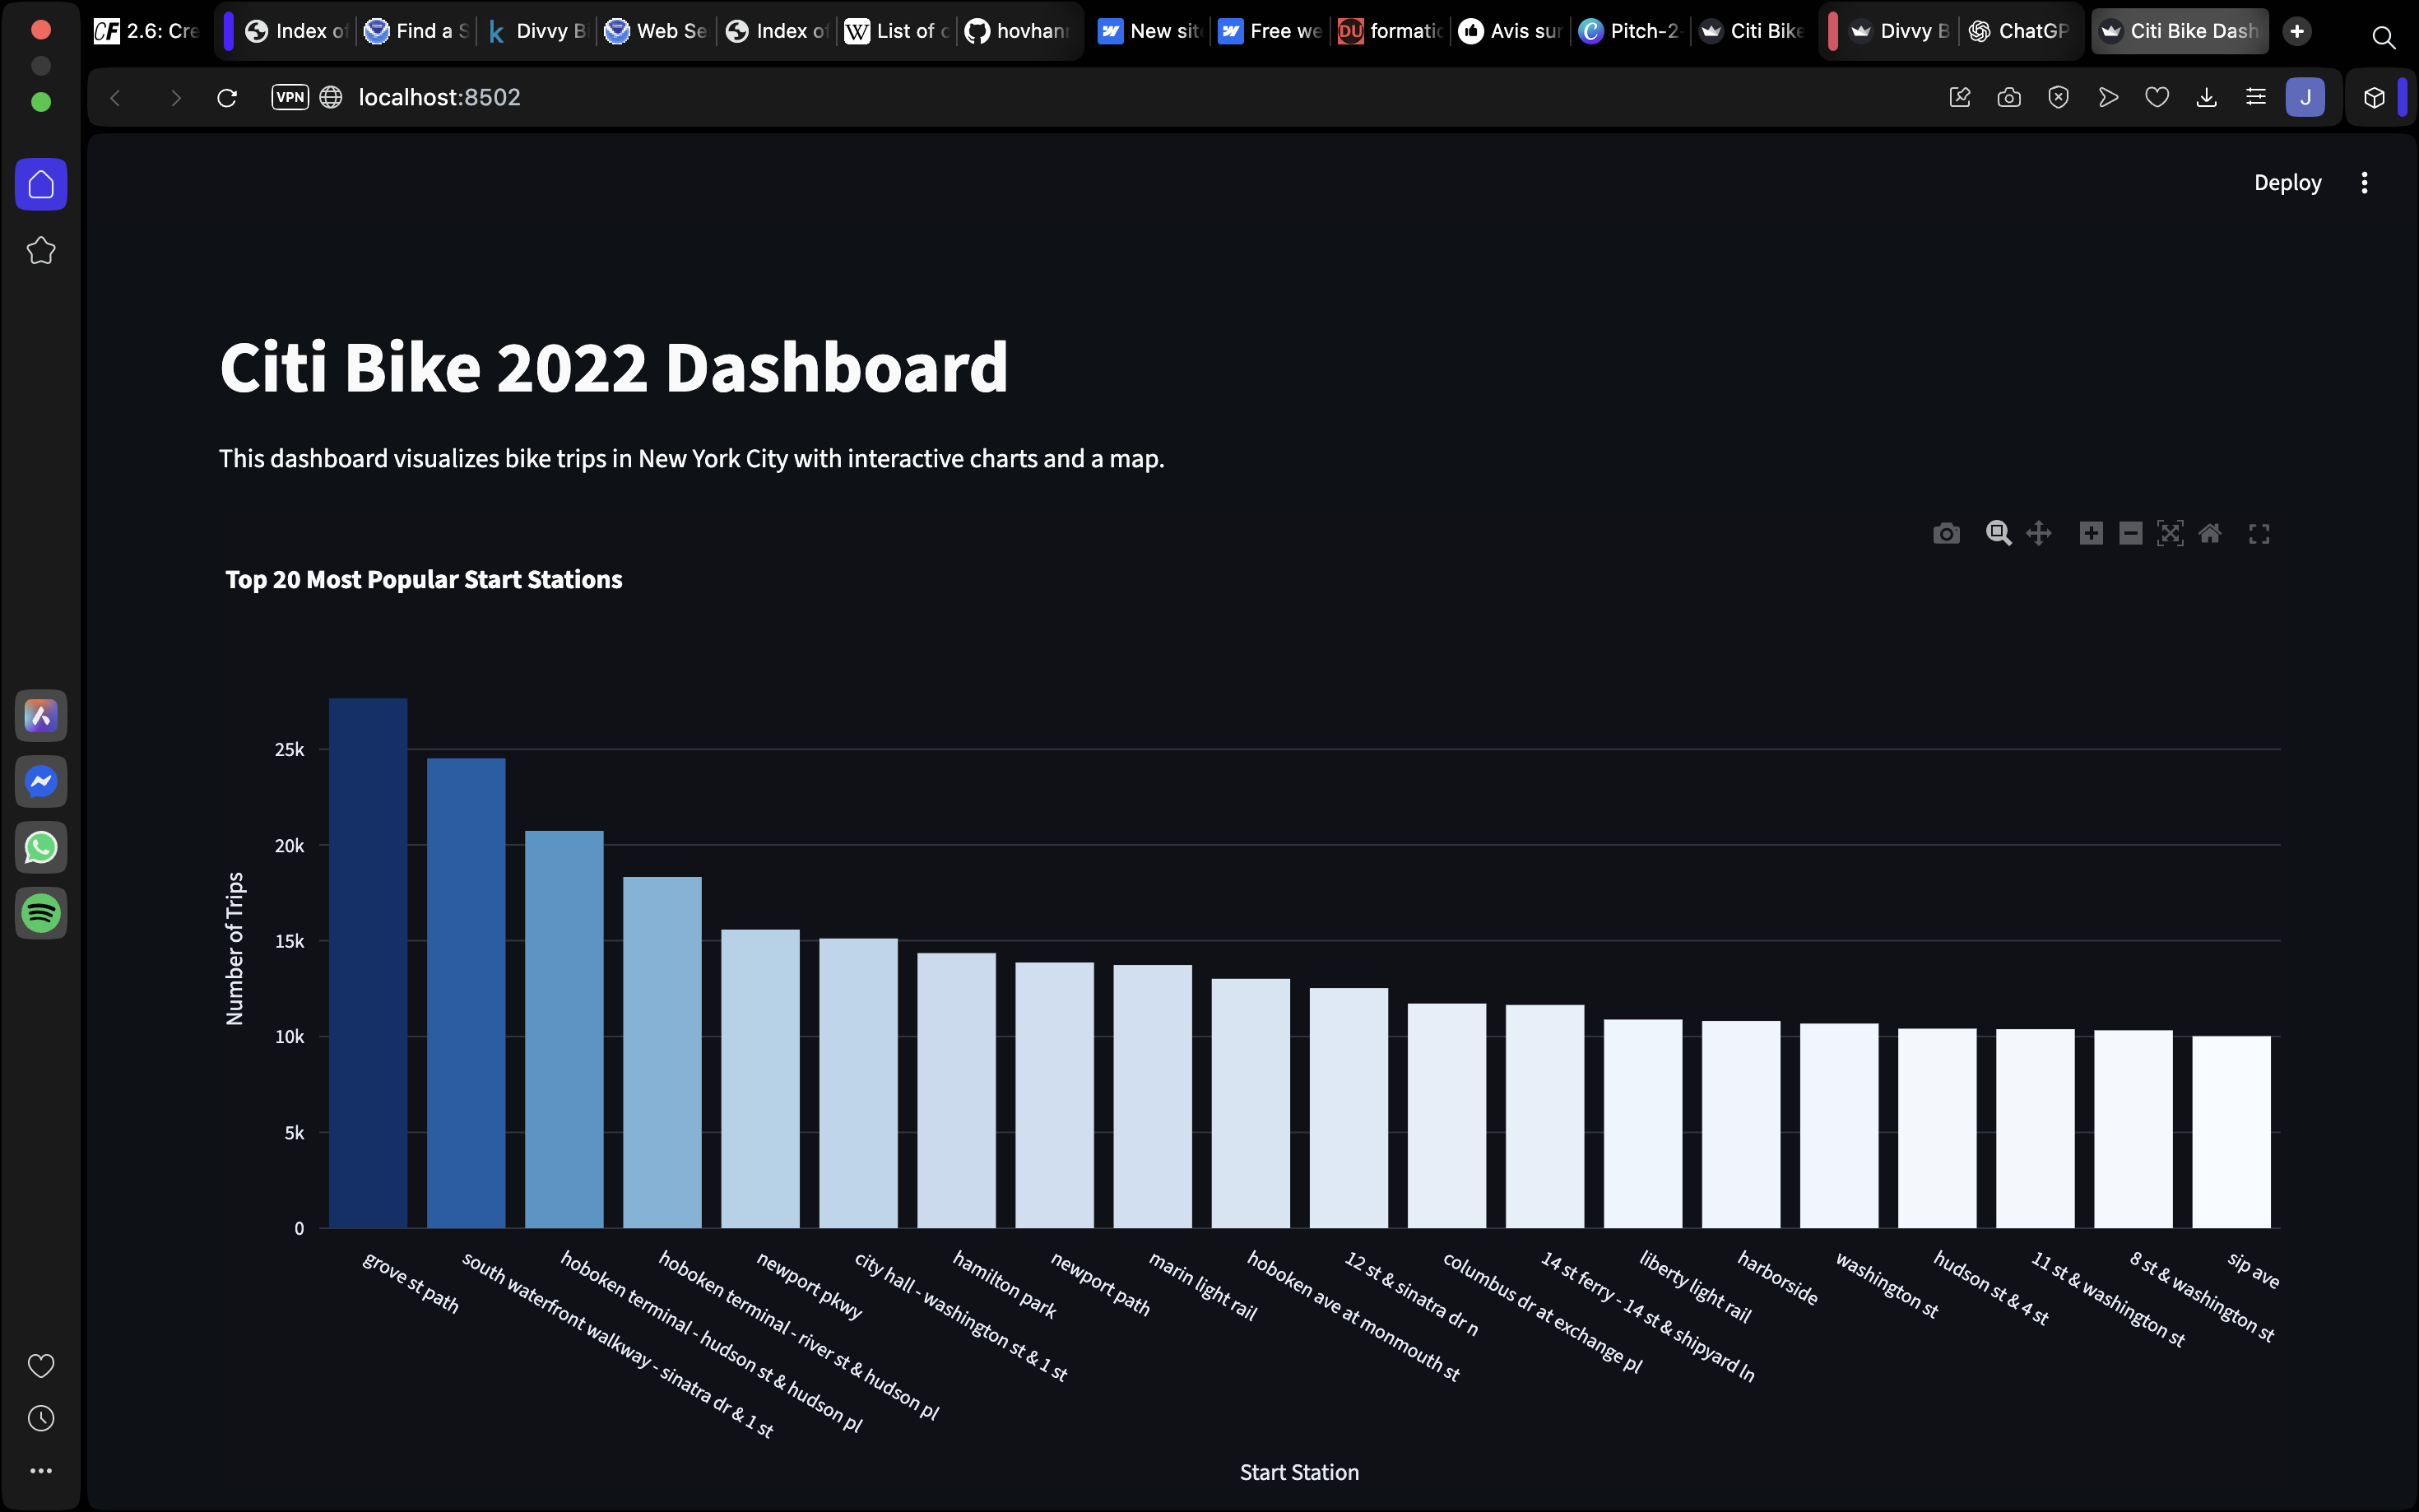 CF 2.6: Cre
Index of
Find a S
k Divvy Bi
Web Se
Index of
W List of c
hovhann
New sit
Free we
DU formatic
Avis sur
C Pitch-2-
Citi Bike
Divvy B
ChatGP
Citi Bike Dash
VPN localhost:8502
J
Deploy
Citi Bike 2022 Dashboard
This dashboard visualizes bike trips in New York City with interactive charts and a map.
Top 20 Most Popular Start Stations
Number of Trips
25k
20k
15k
10k
5k
0
grove st path
south waterfront walkway - sinatra dr & 1 st
hoboken terminal - hudson st & hudson pl
hoboken terminal - river st & hudson pl
newport pkwy
city hall - washington st & 1 st
hamilton park
newport path
marin light rail
hoboken ave at monmouth st
12 st & sinatra dr n
columbus dr at exchange pl
14 st ferry - 14 st & shipyard ln
liberty light rail
harborside
washington st
hudson st & 4 st
11 st & washington st
8 st & washington st
sip ave
Start Station